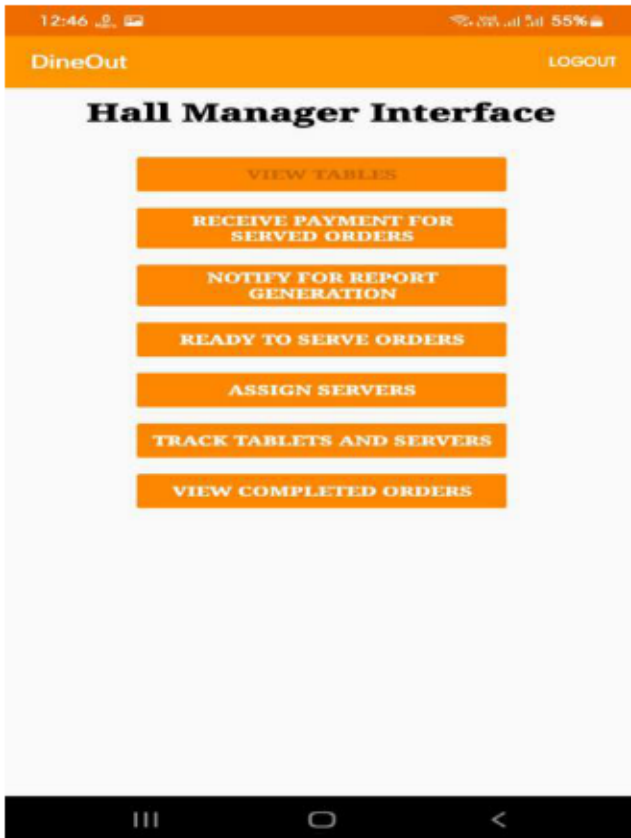 12:46 55%
DineOut LOGOUT
Hall Manager Interface
VIEW TABLES
RECEIVE PAYMENT FOR
SERVED ORDERS
NOTIFY FOR REPORT
GENERATION
READY TO SERVE ORDERS
ASSIGN SERVERS
TRACK TABLETS AND SERVERS
VIEW COMPLETED ORDERS